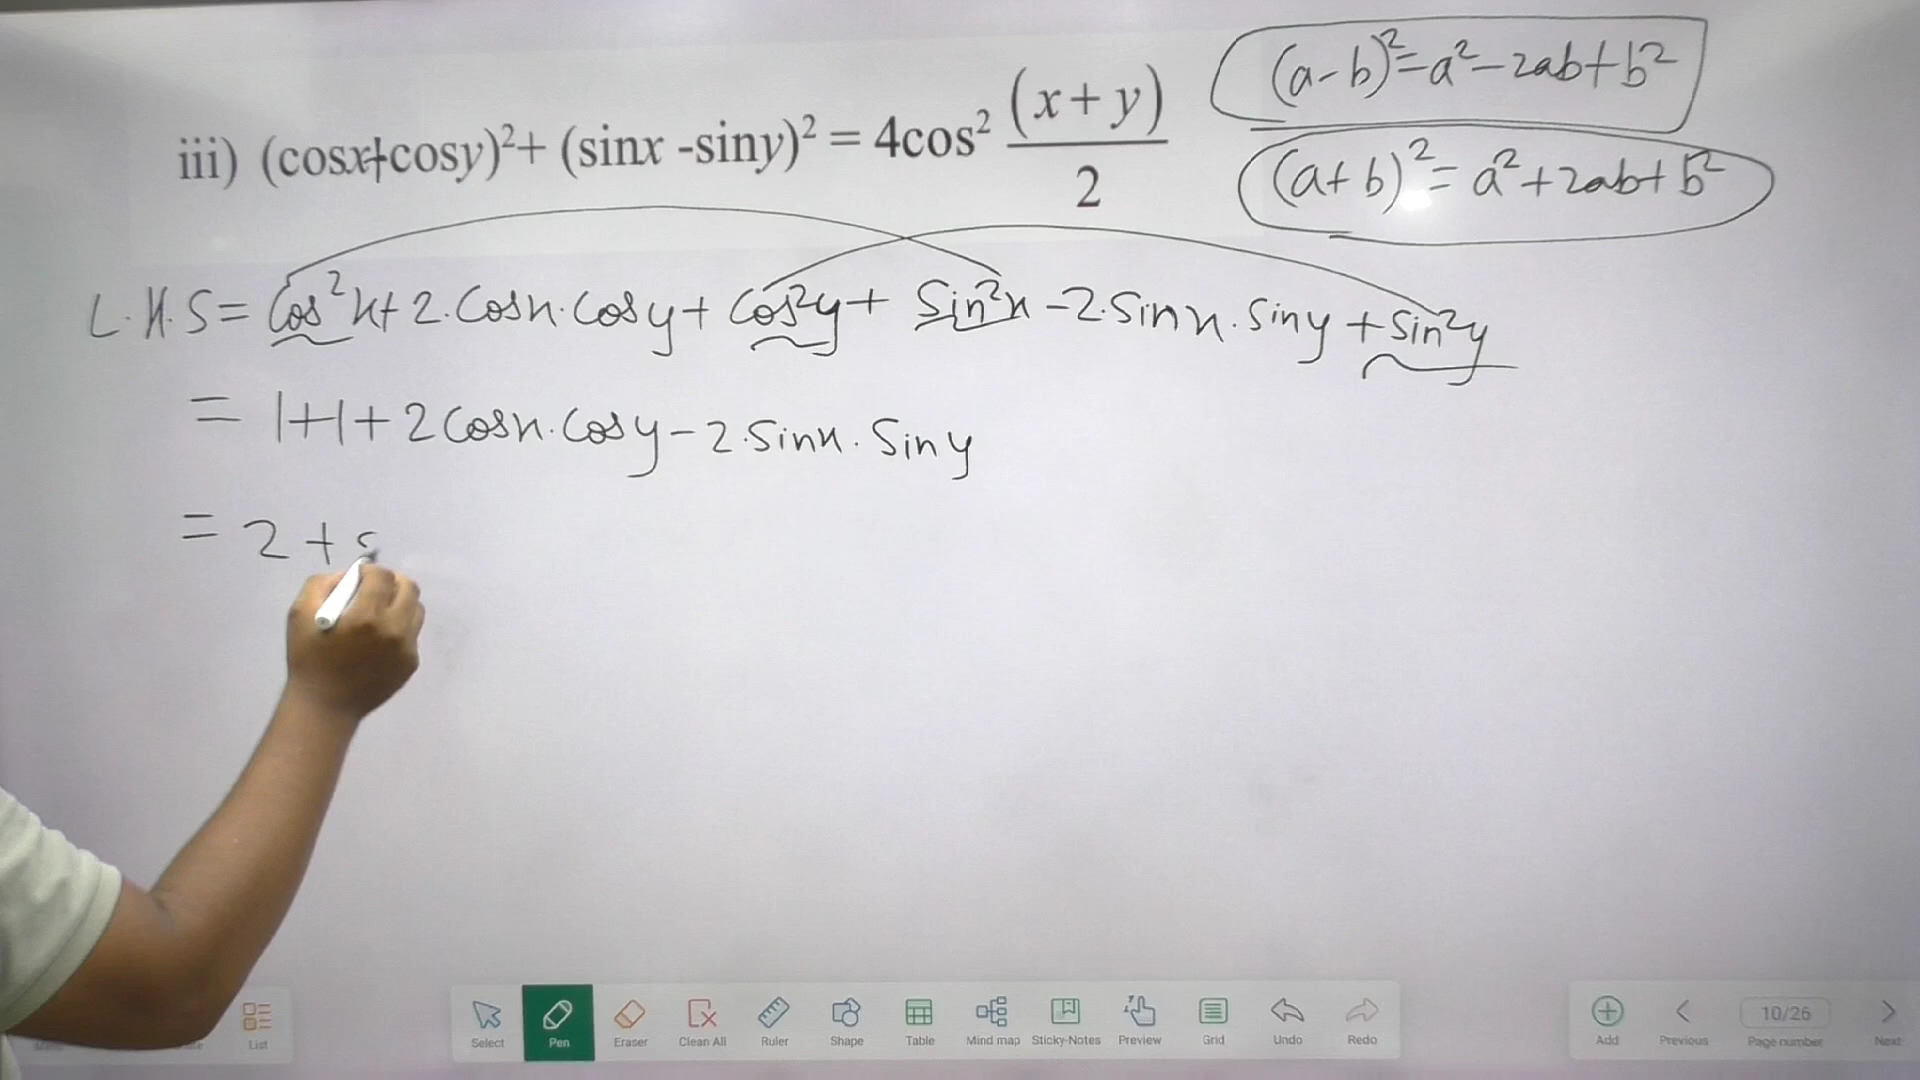 iii) (cosx+cosy)²+ (sinx -siny)² = 4cos² (x+y)/2
(a-b)²=a²-2ab+b²
(a+b)²= a²+2ab+b²
L.H.S= Cos²x+2.Cosx.Cosy+Cos²y+ Sin²x-2.Sinx.Siny+Sin²y
= 1+1+2Cosx.Cosy-2.Sinx.Siny
= 2+
List
Select Pen Eraser Clean All Ruler Shape Table Mind map Sticky-Notes Preview Grid Undo Redo
10/26
Add Previous Page number Next